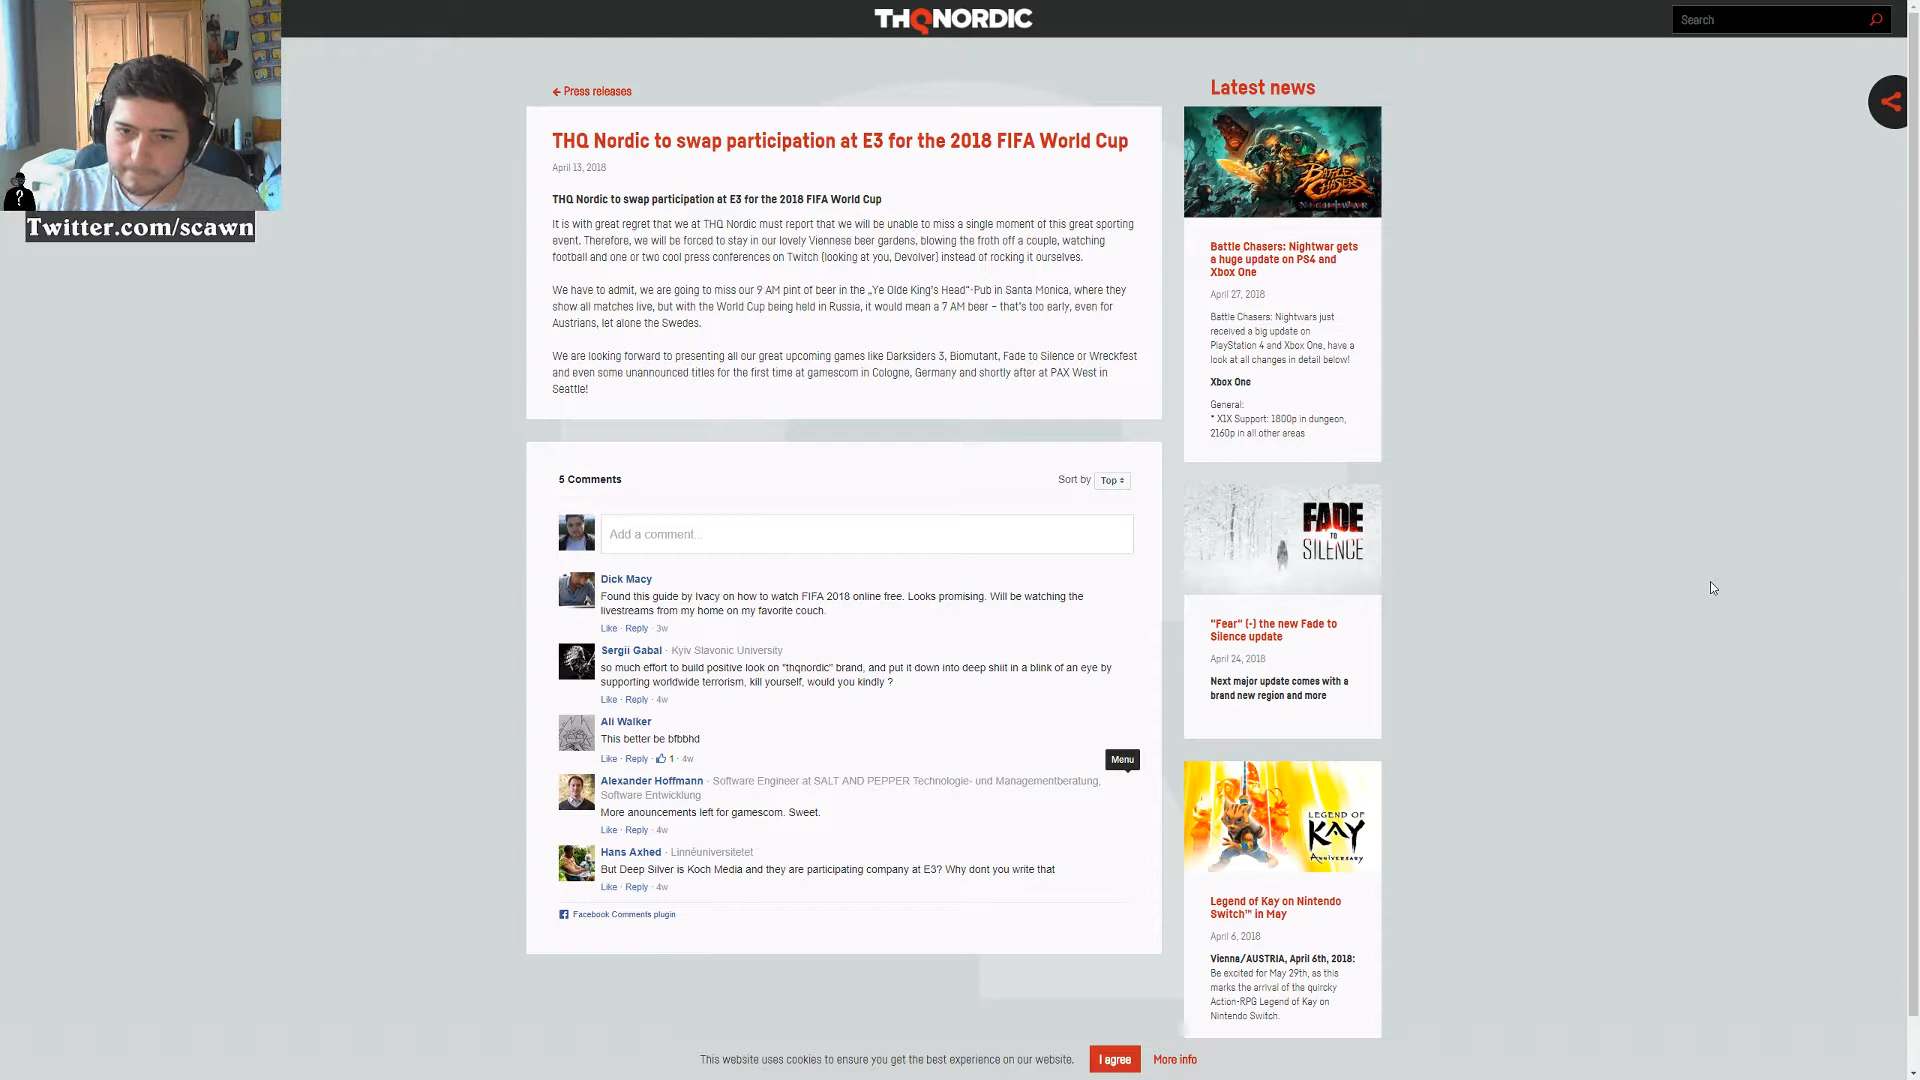 THQNORDIC
Search
Press releases
THQ Nordic to swap participation at E3 for the 2018 FIFA World Cup
April 13, 2018
THQ Nordic to swap participation at E3 for the 2018 FIFA World Cup
It is with great regret that we at THQ Nordic must report that we will be unable to miss a single moment of this great sporting
event. Therefore, we will be forced to stay in our lovely Viennese beer gardens, blowing the froth off a couple, watching
football and one or two cool press conferences on Twitch (looking at you, Devolver) instead of rocking it ourselves.
We have to admit, we are going to miss our 9 AM pint of beer in the „Ye Olde King's Head"-Pub in Santa Monica, where they
show all matches live, but with the World Cup being held in Russia, it would mean a 7 AM beer – that's too early, even for
Austrians, let alone the Swedes.
We are looking forward to presenting all our great upcoming games like Darksiders 3, Biomutant, Fade to Silence or Wreckfest
and even some unannounced titles for the first time at gamescom in Cologne, Germany and shortly after at PAX West in
Seattle!
5 Comments
Sort by Top
Add a comment...
Dick Macy
Found this guide by Ivacy on how to watch FIFA 2018 online free. Looks promising. Will be watching the
livestreams from my home on my favorite couch.
Like · Reply · 3w
Sergii Gabal · Kyiv Slavonic University
so much effort to build positive look on "thqnordic" brand, and put it down into deep shiit in a blink of an eye by
supporting worldwide terrorism, kill yourself, would you kindly ?
Like · Reply · 4w
Ali Walker
This better be bfbbhd
Like · Reply · 1 · 4w
Menu
Alexander Hoffmann · Software Engineer at SALT AND PEPPER Technologie- und Managementberatung,
Software Entwicklung
More anouncements left for gamescom. Sweet.
Like · Reply · 4w
Hans Axhed · Linnéuniversitetet
But Deep Silver is Koch Media and they are participating company at E3? Why dont you write that
Like · Reply · 4w
Facebook Comments plugin
Latest news
BATTLE CHASERS
NIGHTWAR
Battle Chasers: Nightwar gets
a huge update on PS4 and
Xbox One
April 27, 2018
Battle Chasers: Nightwars just
received a big update on
PlayStation 4 and Xbox One, have a
look at all changes in detail below!
Xbox One
General:
* X1X Support: 1800p in dungeon,
2160p in all other areas
FADE
TO
SILENCE
"Fear" (-) the new Fade to
Silence update
April 24, 2018
Next major update comes with a
brand new region and more
LEGEND OF
KAY
ANNIVERSARY
Legend of Kay on Nintendo
Switch™ in May
April 6, 2018
Vienna/AUSTRIA, April 6th, 2018:
Be excited for May 29th, as this
marks the arrival of the quircky
Action-RPG Legend of Kay on
Nintendo Switch.
This website uses cookies to ensure you get the best experience on our website.
I agree
More info
?
Twitter.com/scawn